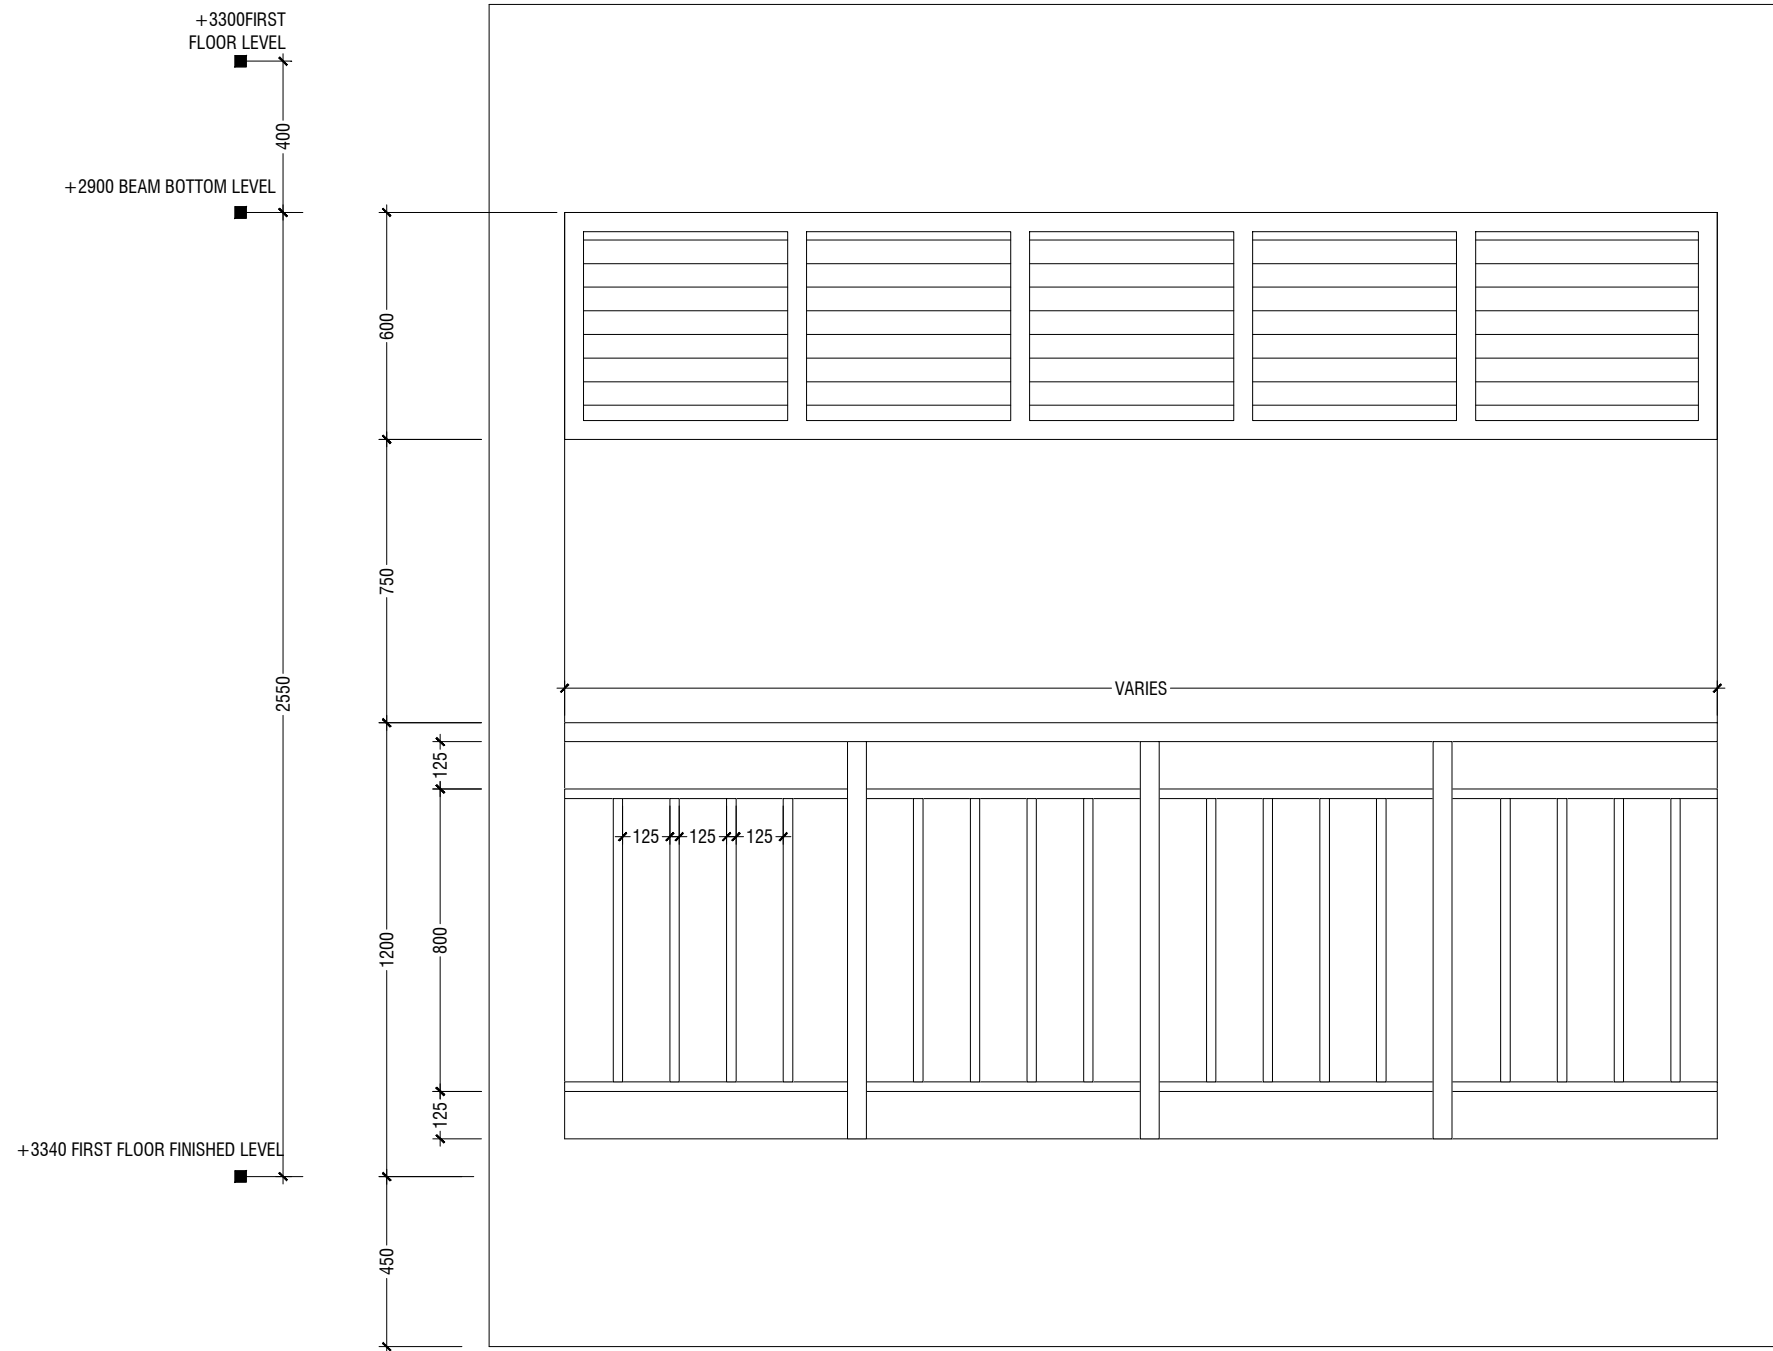 +3300FIRST
FLOOR LEVEL
400
+2900 BEAM BOTTOM LEVEL
600
750
2550
VARIES
125
125 125 125
800
1200
125
+3340 FIRST FLOOR FINISHED LEVEL
450